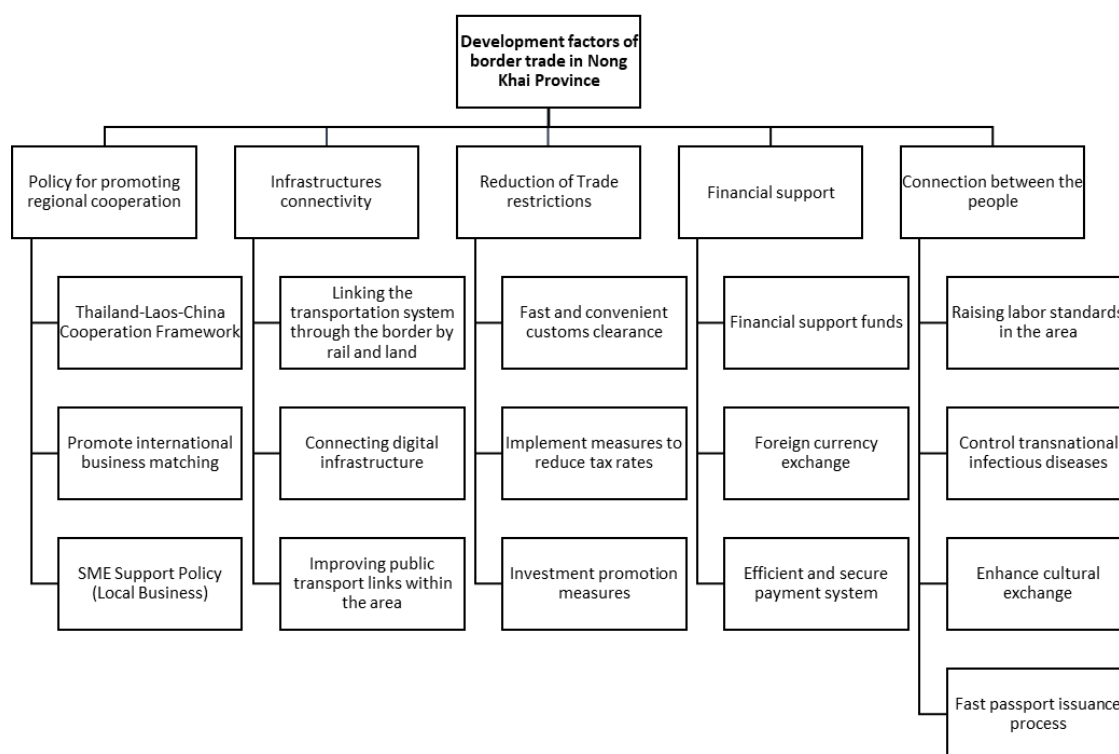 Development factors of
border trade in Nong
Khai Province
Policy for promoting
regional cooperation
Infrastructures
connectivity
Reduction of Trade
restrictions
Financial support
Connection between the
people
Thailand-Laos-China
Cooperation Framework
Linking the
transportation system
through the border by
rail and land
Fast and convenient
customs clearance
Financial support funds
Raising labor standards
in the area
Promote international
business matching
Connecting digital
infrastructure
Implement measures to
reduce tax rates
Foreign currency
exchange
Control transnational
infectious diseases
SME Support Policy
(Local Business)
Improving public
transport links within
the area
Investment promotion
measures
Efficient and secure
payment system
Enhance cultural
exchange
Fast passport issuance
process